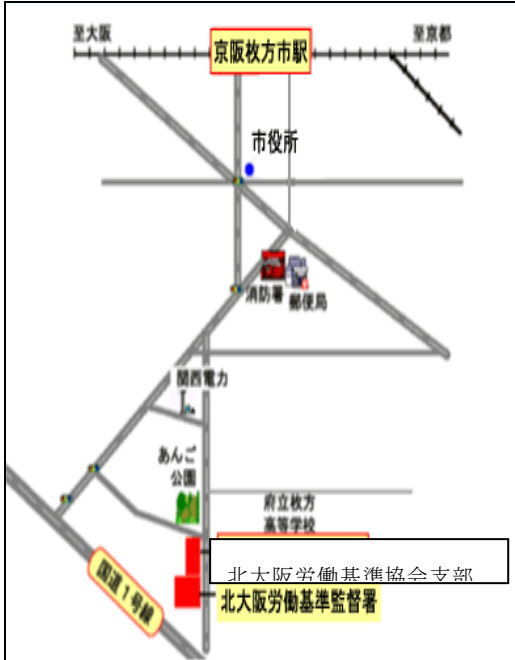 至大阪
至京都
京阪枚方市駅
市役所
消防署
郵便局
関西電力
あんご
公園
府立枚方
高等学校
北大阪労働基準協会支部
北大阪労働基準監督署
国道1号線